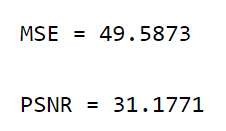 MSE = 49.5873
PSNR = 31.1771